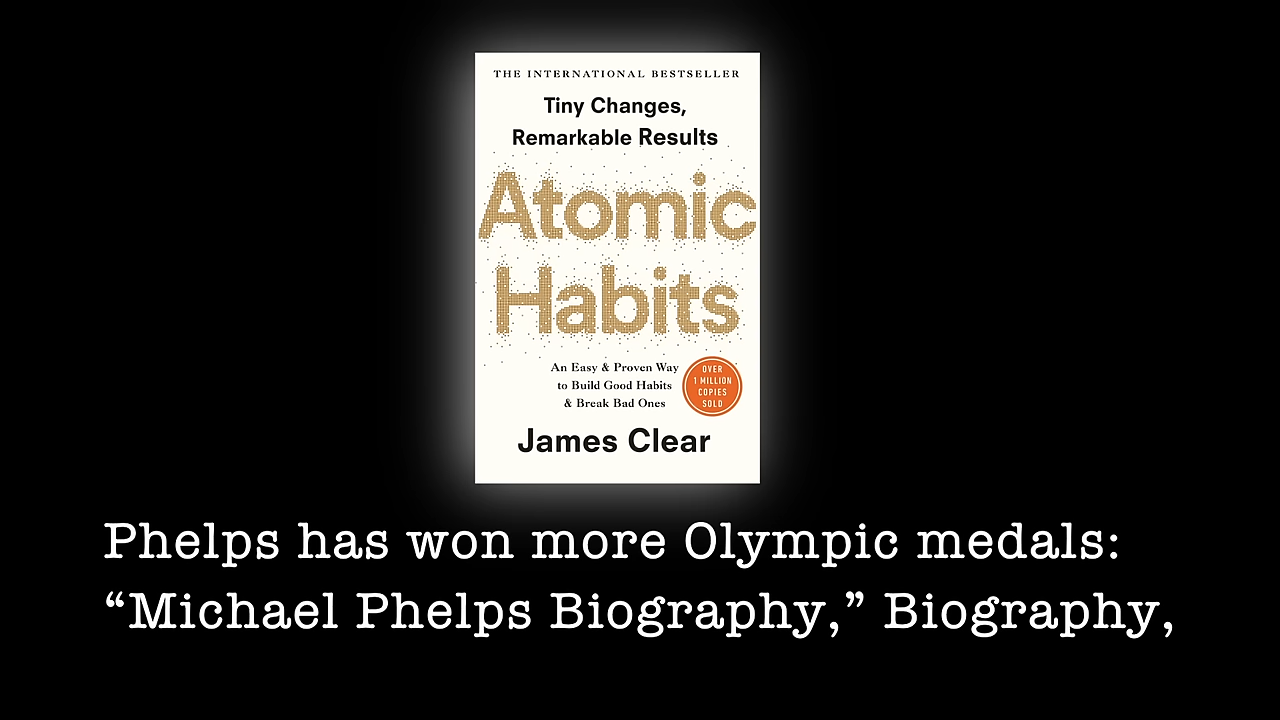 THE INTERNATIONAL BESTSELLER
Tiny Changes,
Remarkable Results
Atomic
Habits
An Easy & Proven Way
to Build Good Habits
& Break Bad Ones
OVER
1 MILLION
COPIES
SOLD
James Clear
Phelps has won more Olympic medals:
“Michael Phelps Biography,” Biography,